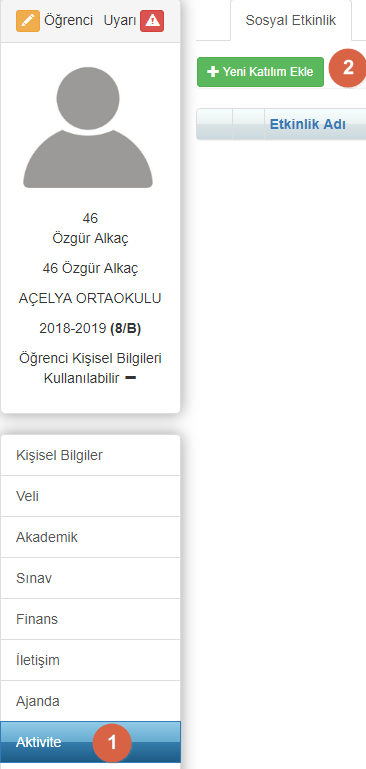 Öğrenci Uyarı
46
Özgür Alkaç
46 Özgür Alkaç
AÇELYA ORTAOKULU
2018-2019 (8/B)
Öğrenci Kişisel Bilgileri
Kullanılabilir
Kişisel Bilgiler
Veli
Akademik
Sınav
Finans
İletişim
Ajanda
Aktivite 1
Sosyal Etkinlik
Yeni Katılım Ekle 2
Etkinlik Adı